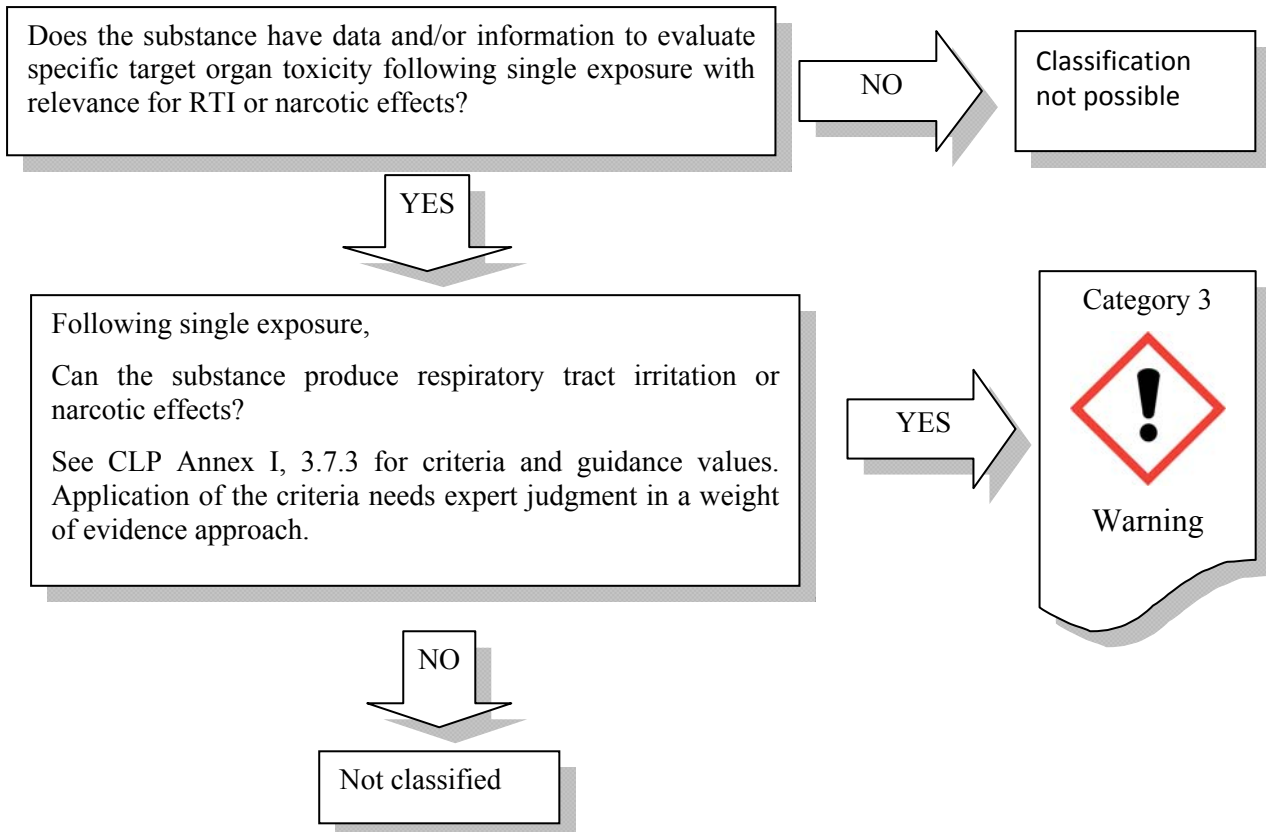 Does the substance have data and/or information to evaluate
specific target organ toxicity following single exposure with
relevance for RTI or narcotic effects?
NO
Classification
not possible
YES
Following single exposure,
Can the substance produce respiratory tract irritation or
narcotic effects?
See CLP Annex I, 3.7.3 for criteria and guidance values.
Application of the criteria needs expert judgment in a weight
of evidence approach.
YES
Category 3
Warning
NO
Not classified